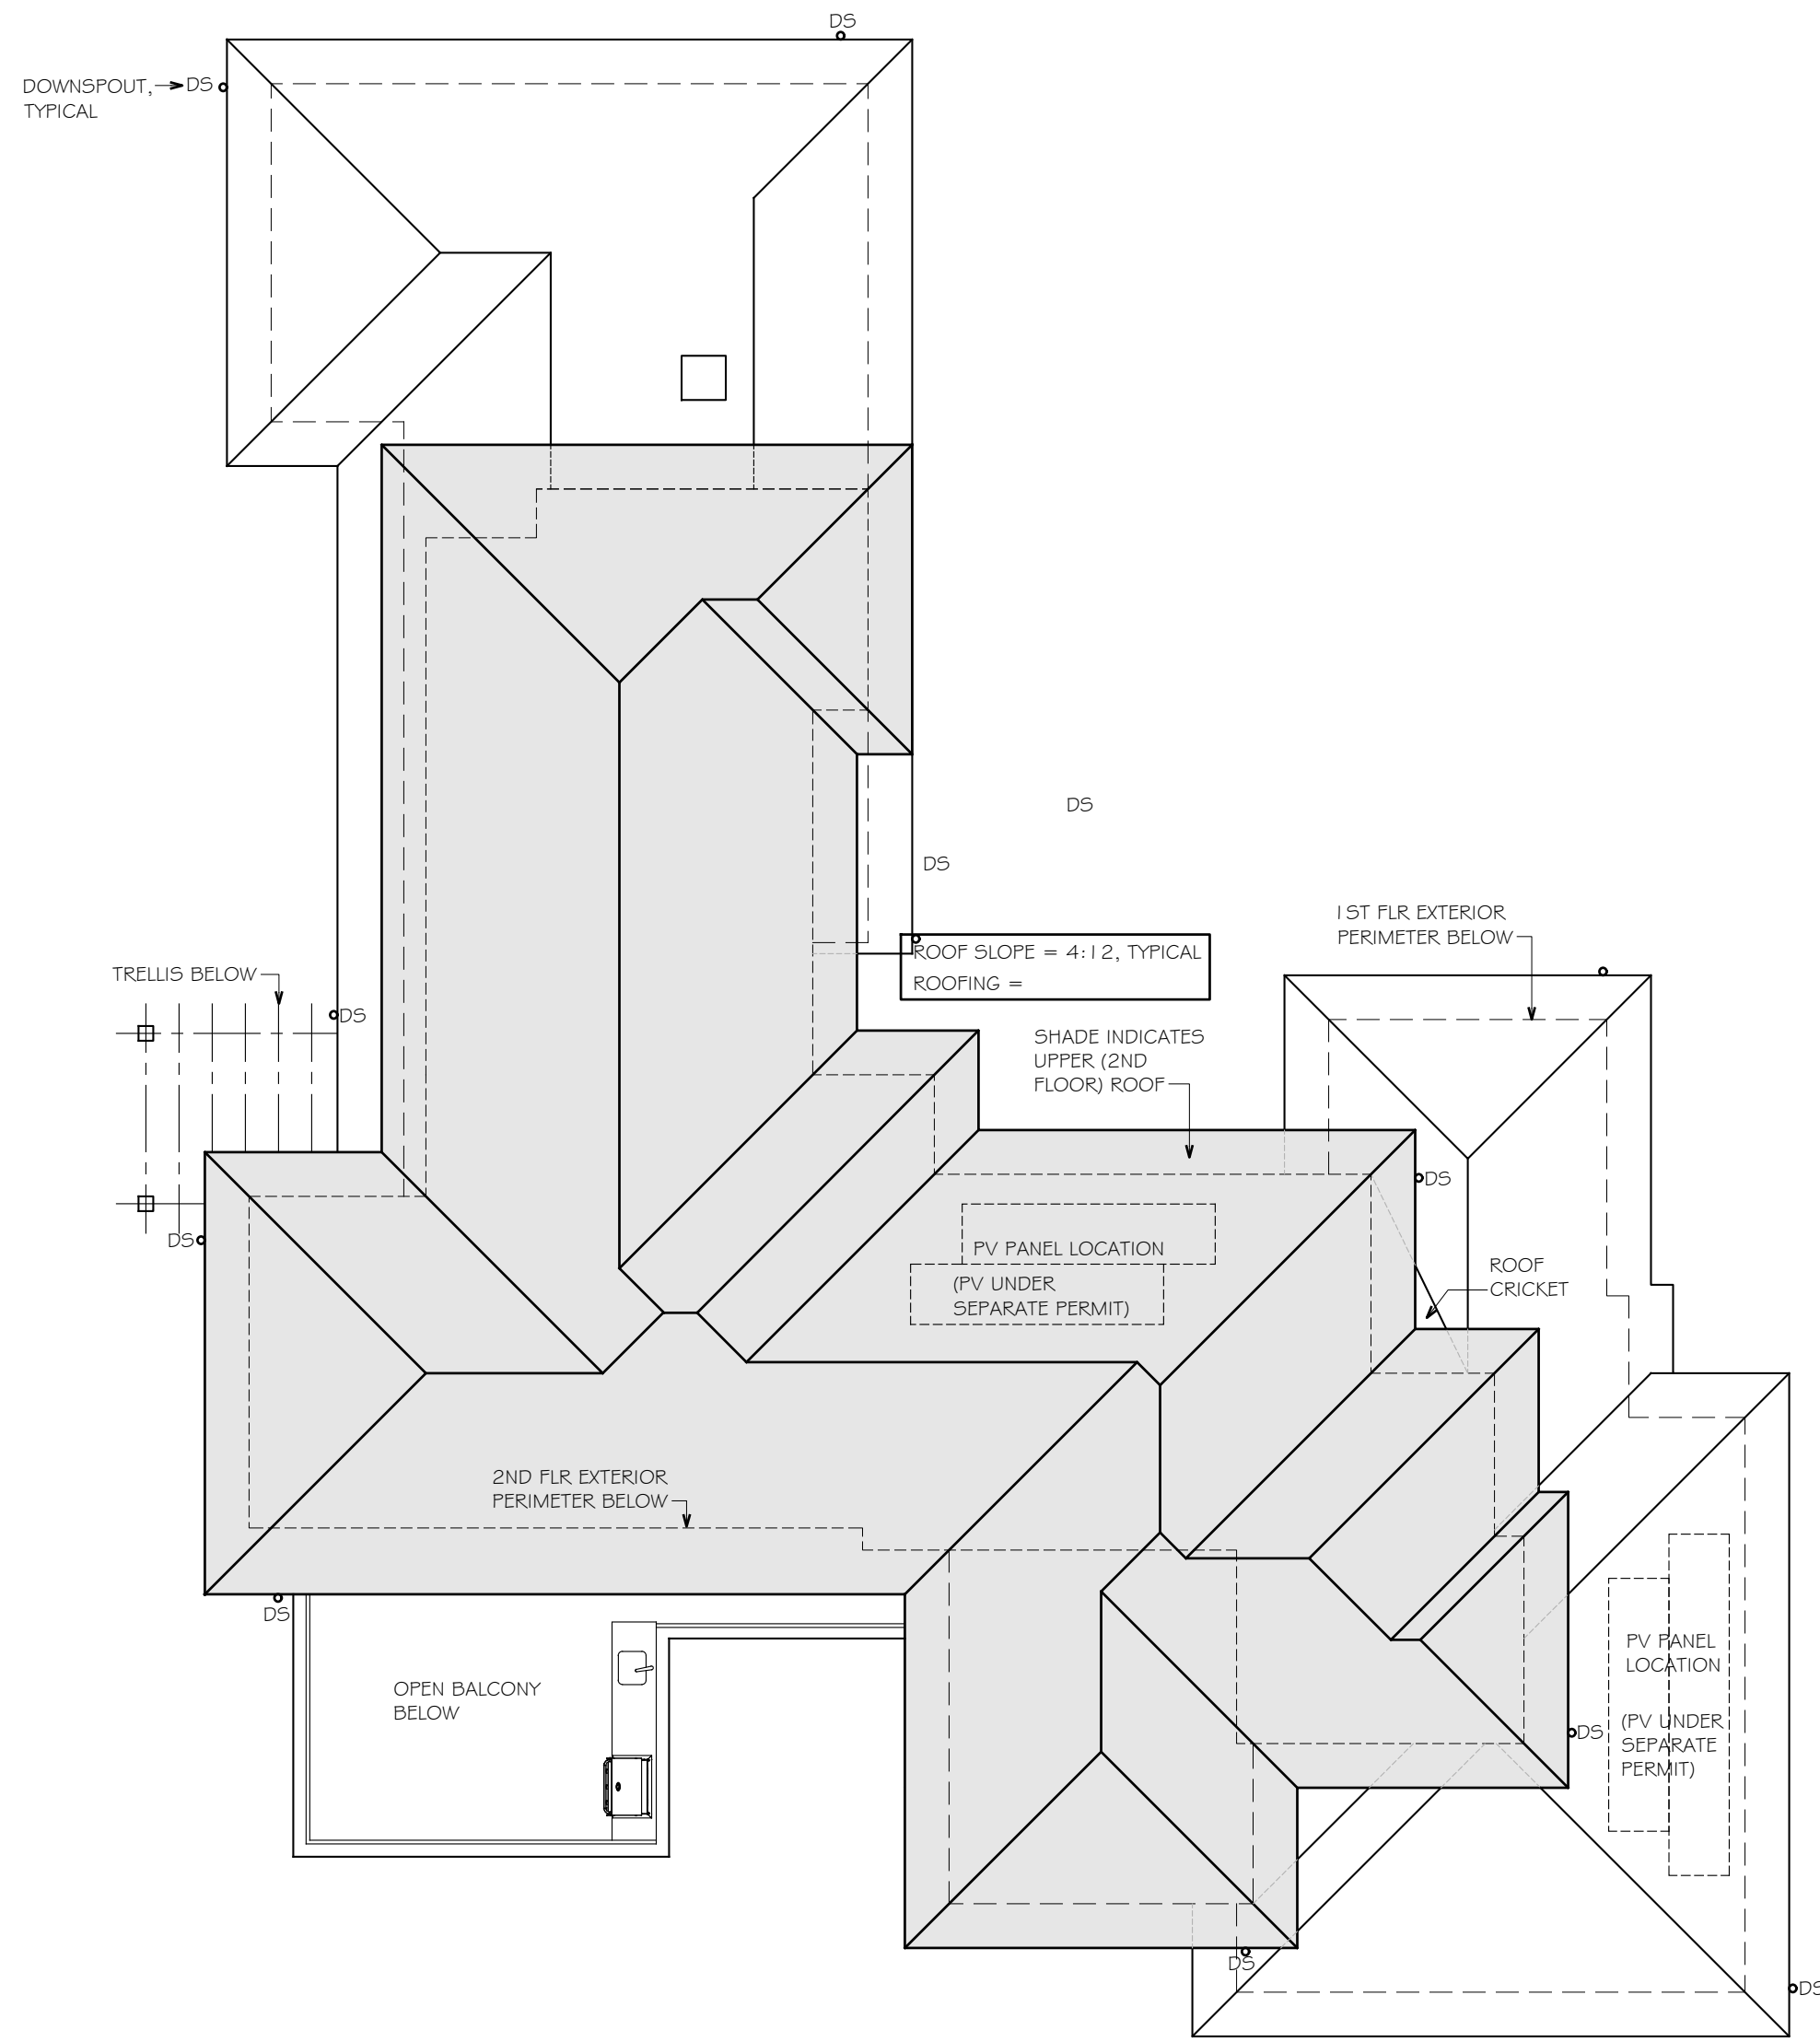 DS
DOWNSPOUT,
TYPICAL
DS
DS
DS
1ST FLR EXTERIOR
PERIMETER BELOW
ROOF SLOPE = 4:12, TYPICAL
ROOFING =
TRELLIS BELOW
DS
SHADE INDICATES
UPPER (2ND
FLOOR) ROOF
DS
DS
PV PANEL LOCATION
(PV UNDER
SEPARATE PERMIT)
ROOF
CRICKET
2ND FLR EXTERIOR
PERIMETER BELOW
DS
PV PANEL
LOCATION
(PV UNDER
SEPARATE
PERMIT)
OPEN BALCONY
BELOW
DS
DS
DS